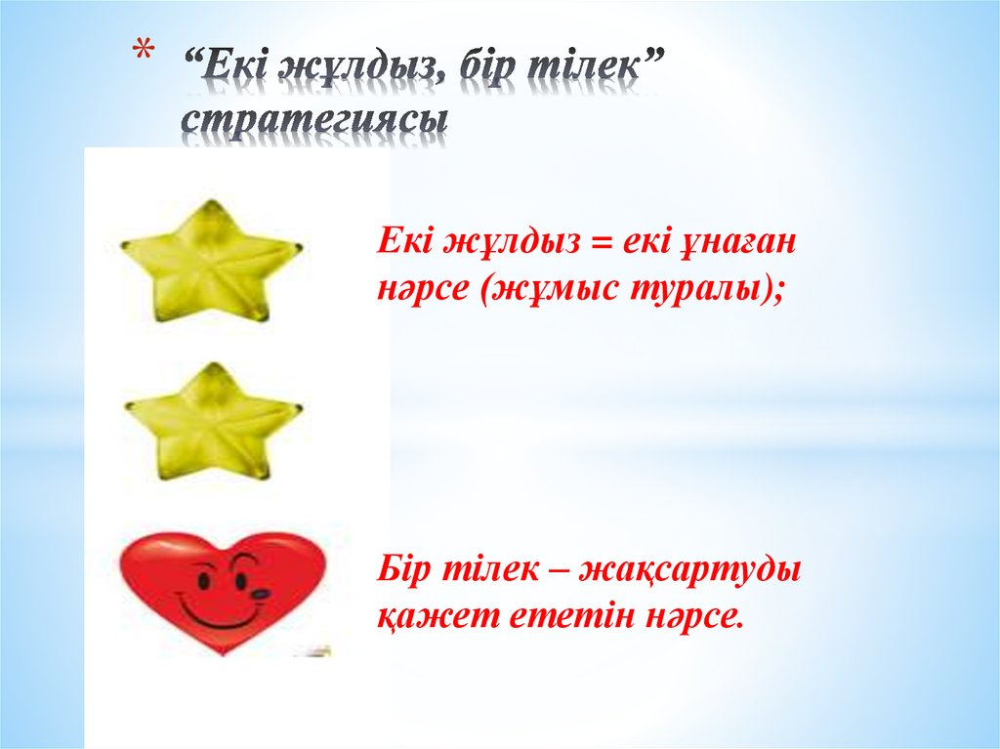 * “Екі жұлдыз, бір тілек”
стратегиясы
Екі жұлдыз = екі ұнаған
нәрсе (жұмыс туралы);
Бір тілек – жақсартуды
қажет ететін нәрсе.